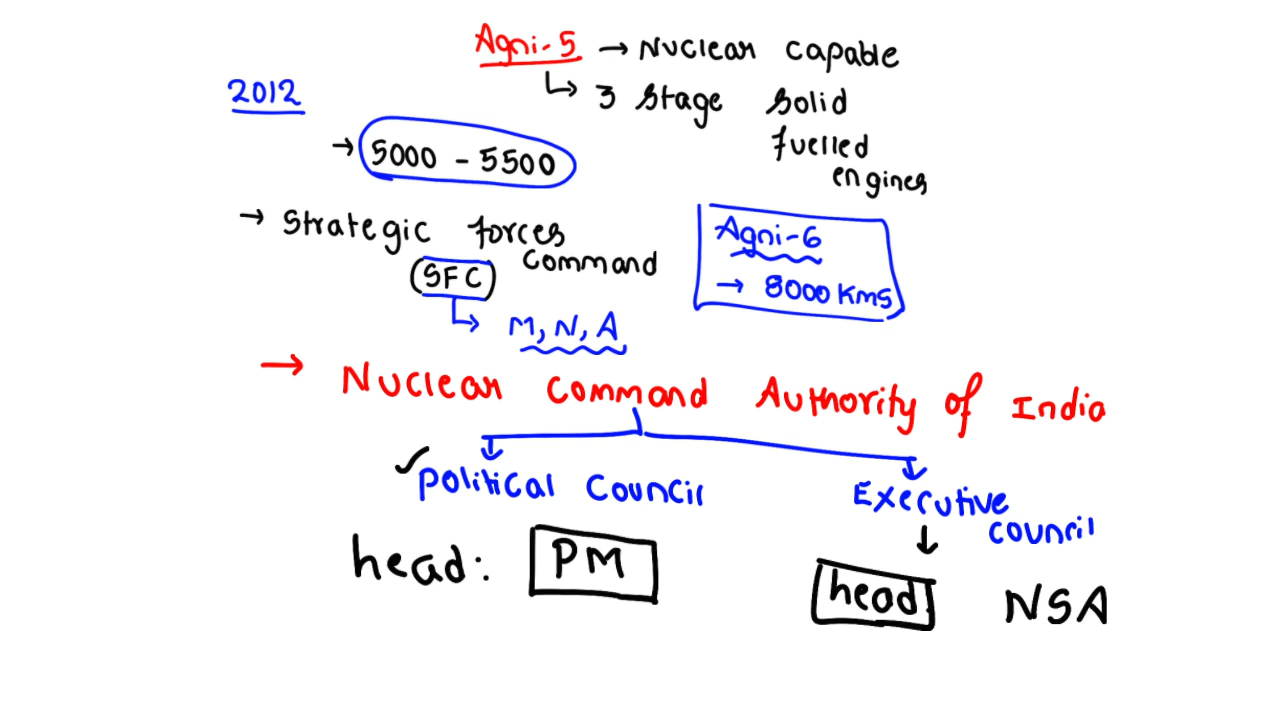 Agni-5 → Nuclear capable
↳ 3 stage solid
fuelled
engines
2012
→ 5000 - 5500
→ Strategic forces
command
(SFC)
↳ M, N, A
Agni-6
→ 8000 Kms
→ Nuclear Command Authority of India
✓ Political Council
Executive
council
head: PM
head NSA